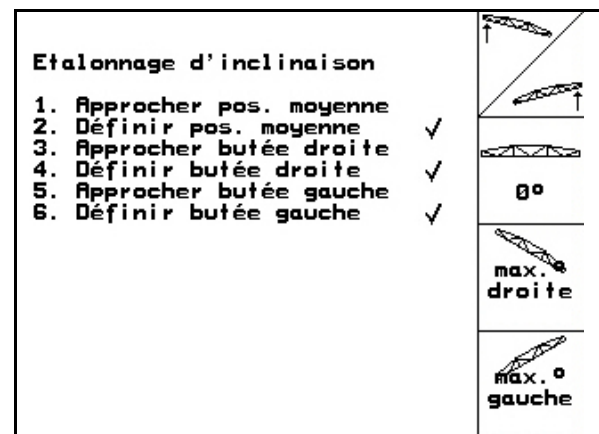 Etalonnage d'inclinaison
1. Approcher pos. moyenne
2. Définir pos. moyenne ✓
3. Approcher butée droite
4. Définir butée droite ✓
5. Approcher butée gauche
6. Définir butée gauche ✓
0°
max.
droite
max.
gauche